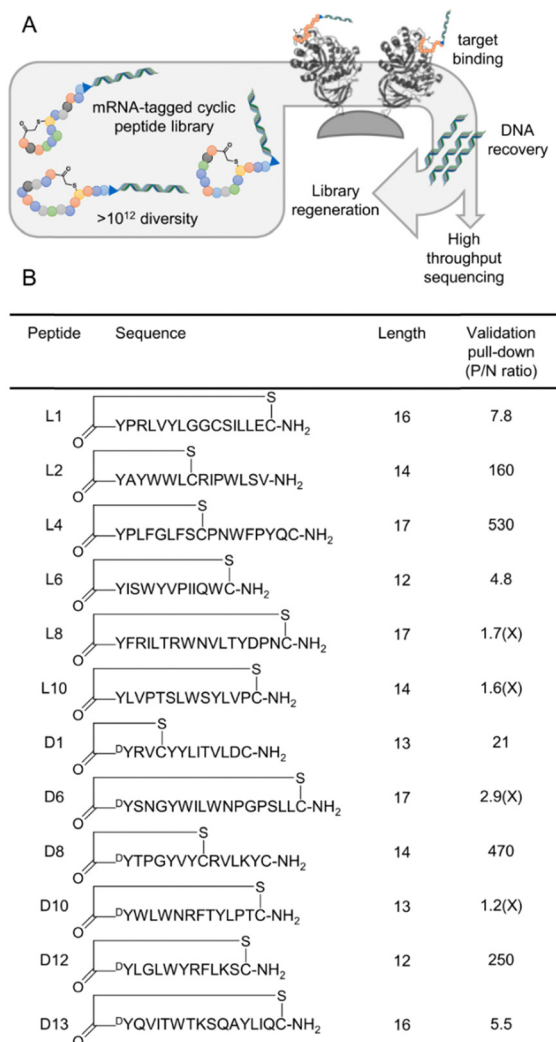 A
mRNA-tagged cyclic
peptide library
>10¹² diversity
target
binding
DNA
recovery
Library
regeneration
High
throughput
sequencing
B
Peptide Sequence Length Validation
pull-down
(P/N ratio)
S
L1 O YPRLVYLGGCSILLEC-NH₂ 16 7.8
S
L2 O YAYWWLCRIPWLSV-NH₂ 14 160
S
L4 O YPLFGLFSCPNWFPYQC-NH₂ 17 530
S
L6 O YISWYVPIIQWC-NH₂ 12 4.8
S
L8 O YFRILTRWNVLTYDPNC-NH₂ 17 1.7(X)
S
L10 O YLVPTSLWSYLVPC-NH₂ 14 1.6(X)
S
D1 O ᴰYRVCYYLITVLDC-NH₂ 13 21
S
D6 O ᴰYSNGYWILWNPGPSLLC-NH₂ 17 2.9(X)
S
D8 O ᴰYTPGYVYCRVLKYC-NH₂ 14 470
S
D10 O ᴰYWLWNRFTYLPTC-NH₂ 13 1.2(X)
S
D12 O ᴰYLGLWYRFLKSC-NH₂ 12 250
S
D13 O ᴰYQVITWTKSQAYLIQC-NH₂ 16 5.5